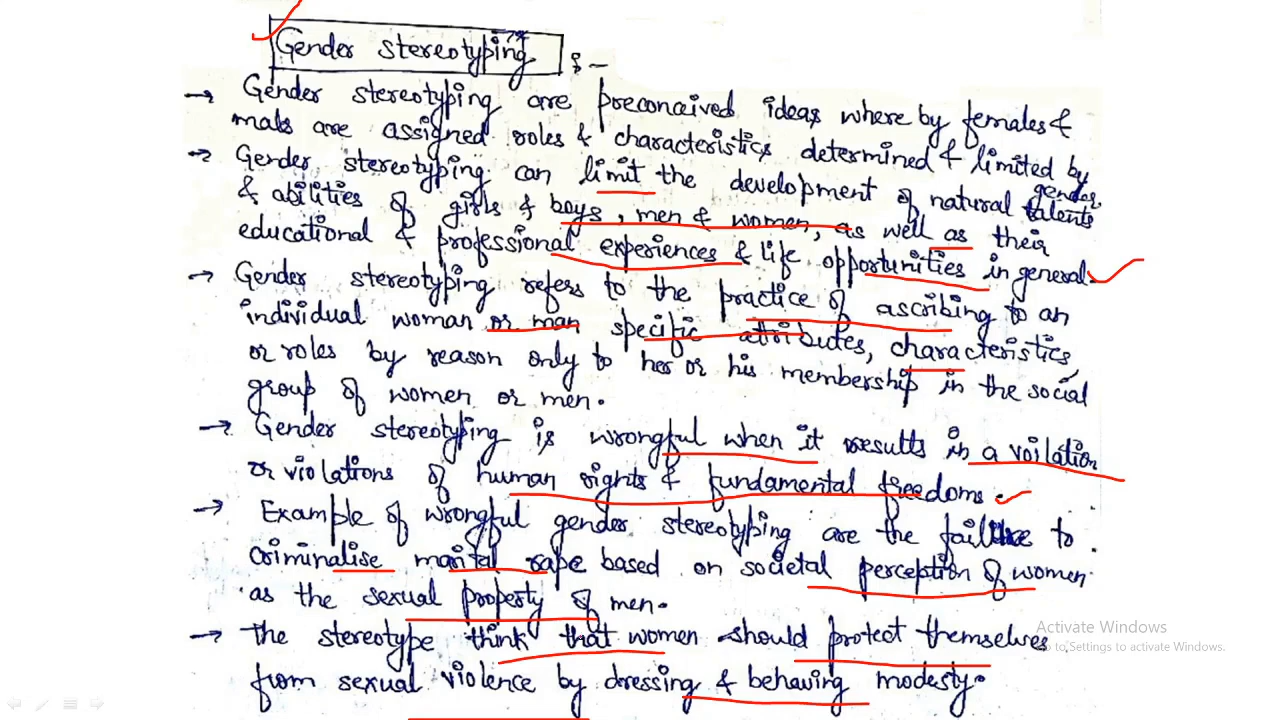 Gender stereotyping :-
→ Gender stereotyping are preconceived ideas where by females &
males are assigned roles & characteristics determined & limited by
gender.
→ Gender stereotyping can limit the development of natural talents
& abilities of girls & boys, men & women, as well as their
educational & professional experiences & life opportunities in general.
→ Gender stereotyping refers to the practice of ascribing to an
individual woman or man specific attributes, characteristics,
or roles by reason only to her or his membership in the social
group of women or men.
→ Gender stereotyping is wrongful when it results in a voilation
or violations of human rights & fundamental freedoms.
→ Example of wrongful gender stereotyping are the failure to
criminalise marital rape based on societal perception of women
as the sexual property of men.
→ The stereotype think that women should protect themselves
from sexual violence by dressing & behaving modesty.
Activate Windows
Go to Settings to activate Windows.